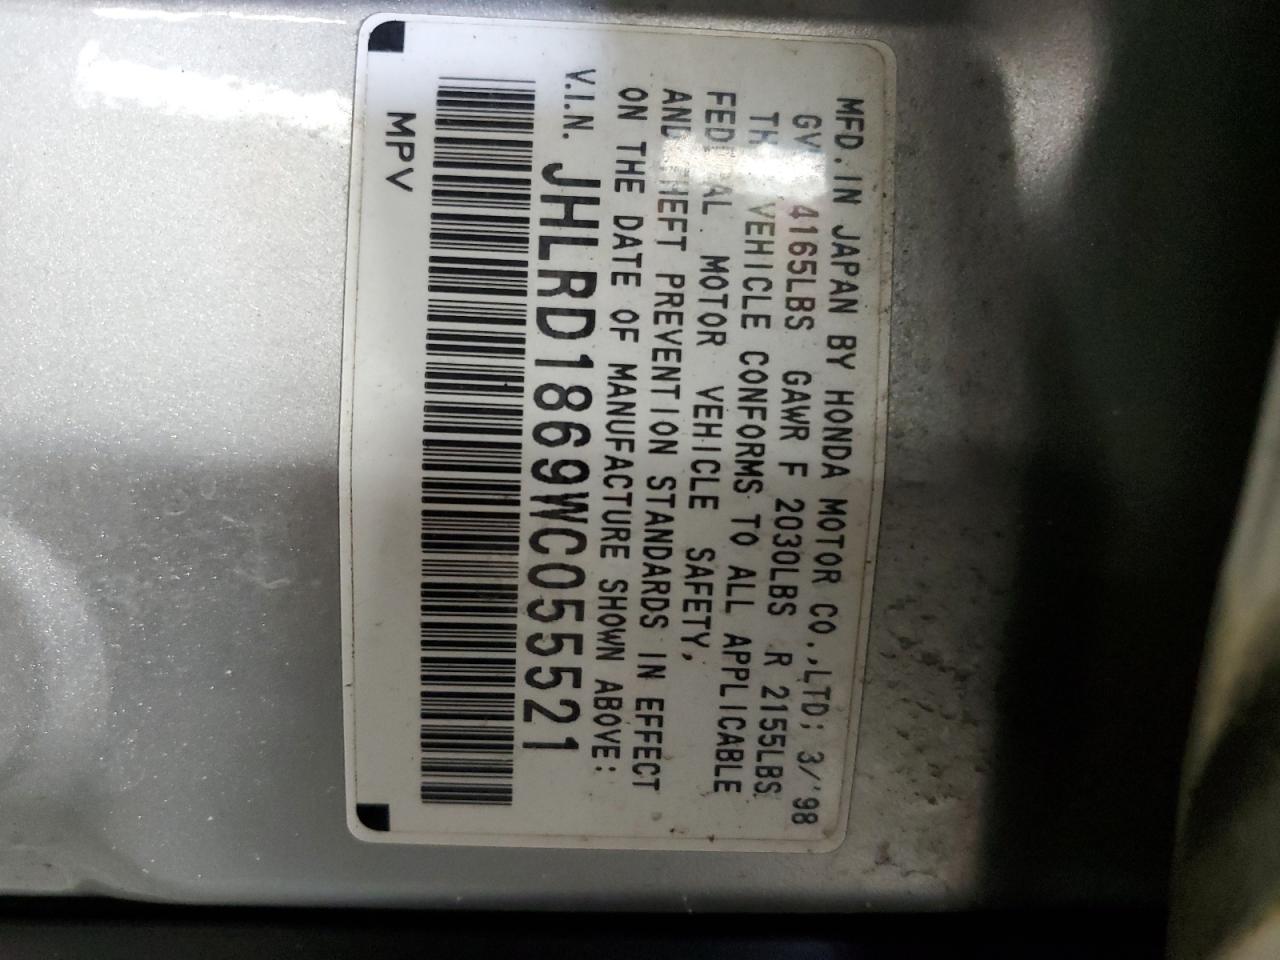 MFD. IN JAPAN BY HONDA MOTOR CO., LTD; 3/'98
4165LBS GAWR F 2030LBS R 2155LBS
VEHICLE CONFORMS TO ALL APPLICABLE
MOTOR VEHICLE SAFETY,
AND PREVENTION STANDARDS IN EFFECT
ON THE DATE OF MANUFACTURE SHOWN ABOVE:
V.I.N. JHLRD1869WC055521
MPV